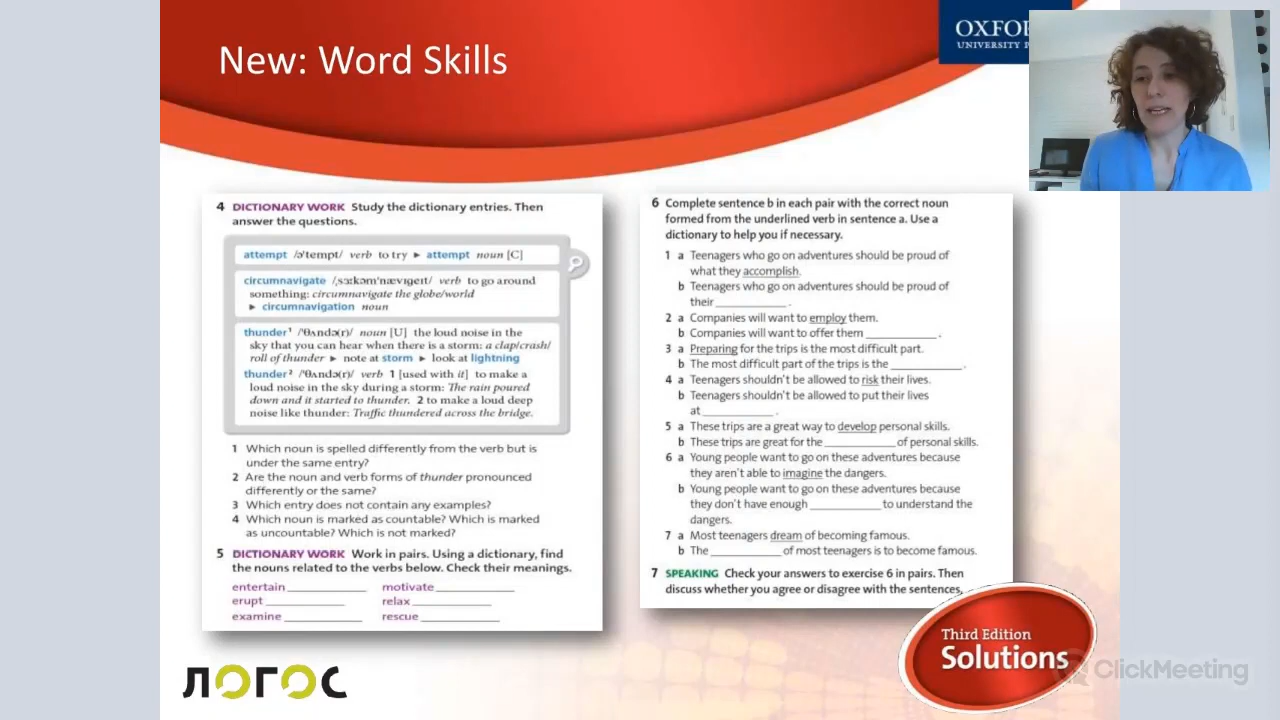 New: Word Skills
OXFO
UNIVERSITY P
4 DICTIONARY WORK Study the dictionary entries. Then
answer the questions.
attempt /əˈtempt/ verb to try ► attempt noun [C]
circumnavigate /ˌsɜːkəmˈnævɪɡeɪt/ verb to go around
something: circumnavigate the globe/world
► circumnavigation noun
thunder¹ /ˈθʌndə(r)/ noun [U] the loud noise in the
sky that you can hear when there is a storm: a clap/crash/
roll of thunder ► note at storm ► look at lightning
thunder² /ˈθʌndə(r)/ verb 1 [used with it] to make a
loud noise in the sky during a storm: The rain poured
down and it started to thunder. 2 to make a loud deep
noise like thunder: Traffic thundered across the bridge.
1 Which noun is spelled differently from the verb but is
under the same entry?
2 Are the noun and verb forms of thunder pronounced
differently or the same?
3 Which entry does not contain any examples?
4 Which noun is marked as countable? Which is marked
as uncountable? Which is not marked?
5 DICTIONARY WORK Work in pairs. Using a dictionary, find
the nouns related to the verbs below. Check their meanings.
entertain ____________ motivate ____________
erupt ____________ relax ____________
examine ____________ rescue ____________
6 Complete sentence b in each pair with the correct noun
formed from the underlined verb in sentence a. Use a
dictionary to help you if necessary.
1 a Teenagers who go on adventures should be proud of
what they accomplish.
b Teenagers who go on adventures should be proud of
their ____________ .
2 a Companies will want to employ them.
b Companies will want to offer them ____________ .
3 a Preparing for the trips is the most difficult part.
b The most difficult part of the trips is the ____________ .
4 a Teenagers shouldn't be allowed to risk their lives.
b Teenagers shouldn't be allowed to put their lives
at ____________ .
5 a These trips are a great way to develop personal skills.
b These trips are great for the ____________ of personal skills.
6 a Young people want to go on these adventures because
they aren't able to imagine the dangers.
b Young people want to go on these adventures because
they don't have enough ____________ to understand the
dangers.
7 a Most teenagers dream of becoming famous.
b The ____________ of most teenagers is to become famous.
7 SPEAKING Check your answers to exercise 6 in pairs. Then
discuss whether you agree or disagree with the sentences.
Third Edition
Solutions
ЛОГОС
ClickMeeting